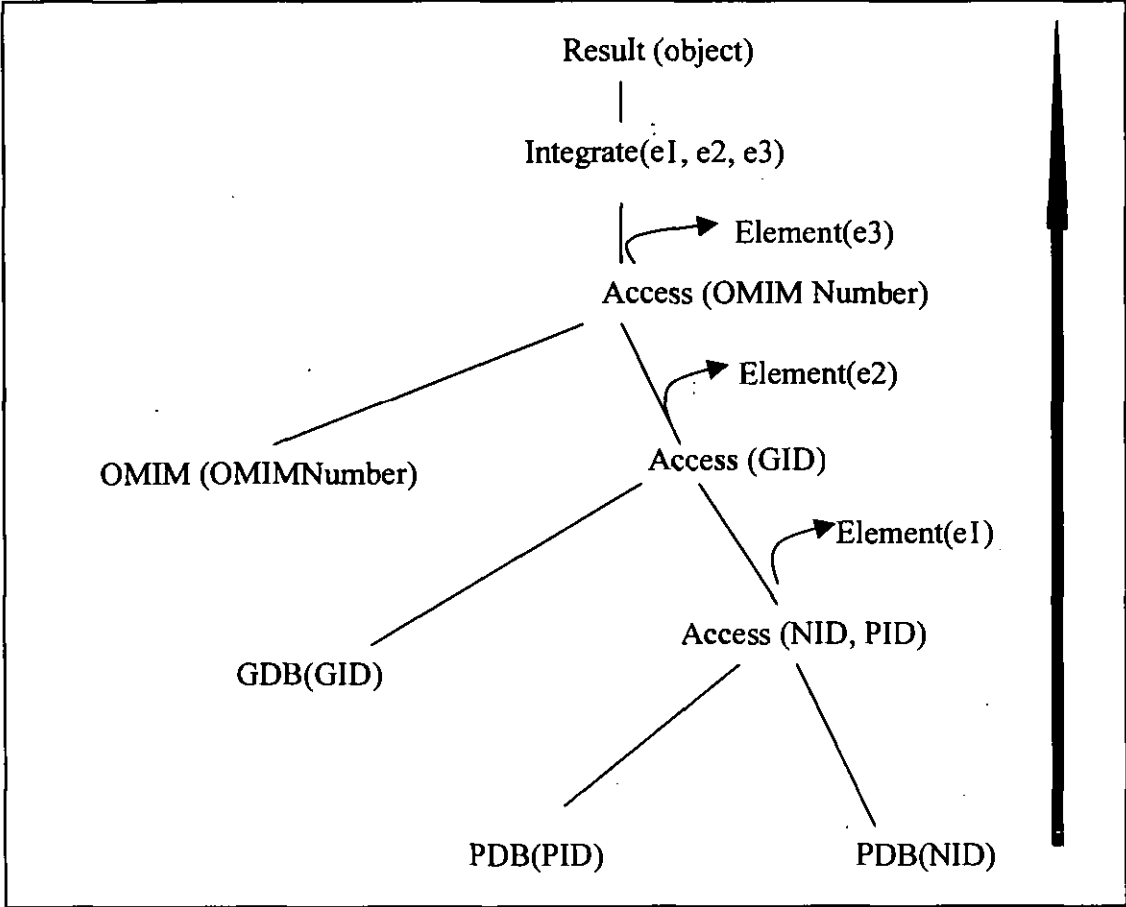 Result (object)
Integrate(e1, e2, e3)
Element(e3)
Access (OMIM Number)
Element(e2)
OMIM (OMIMNumber)
Access (GID)
Element(e1)
Access (NID, PID)
GDB(GID)
PDB(PID)
PDB(NID)